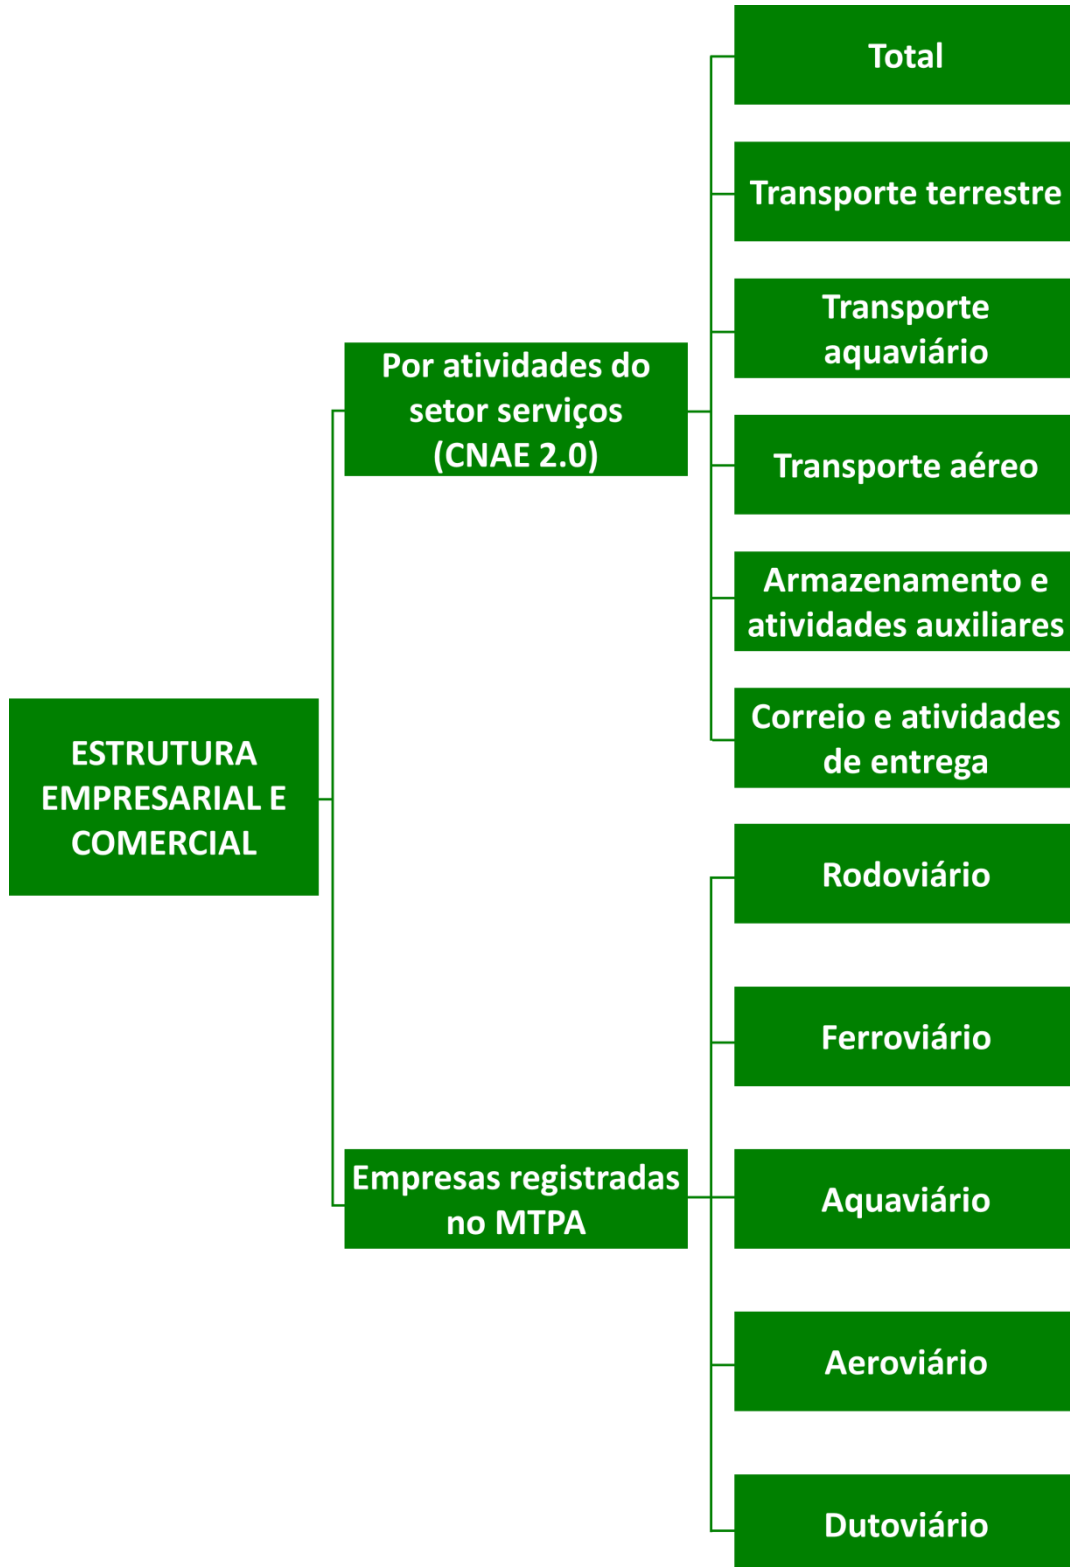 Total
Transporte terrestre
Transporte
aquaviário
Por atividades do
setor serviços
(CNAE 2.0)
Transporte aéreo
Armazenamento e
atividades auxiliares
Correio e atividades
de entrega
ESTRUTURA
EMPRESARIAL E
COMERCIAL
Rodoviário
Ferroviário
Empresas registradas
no MTPA
Aquaviário
Aeroviário
Dutoviário